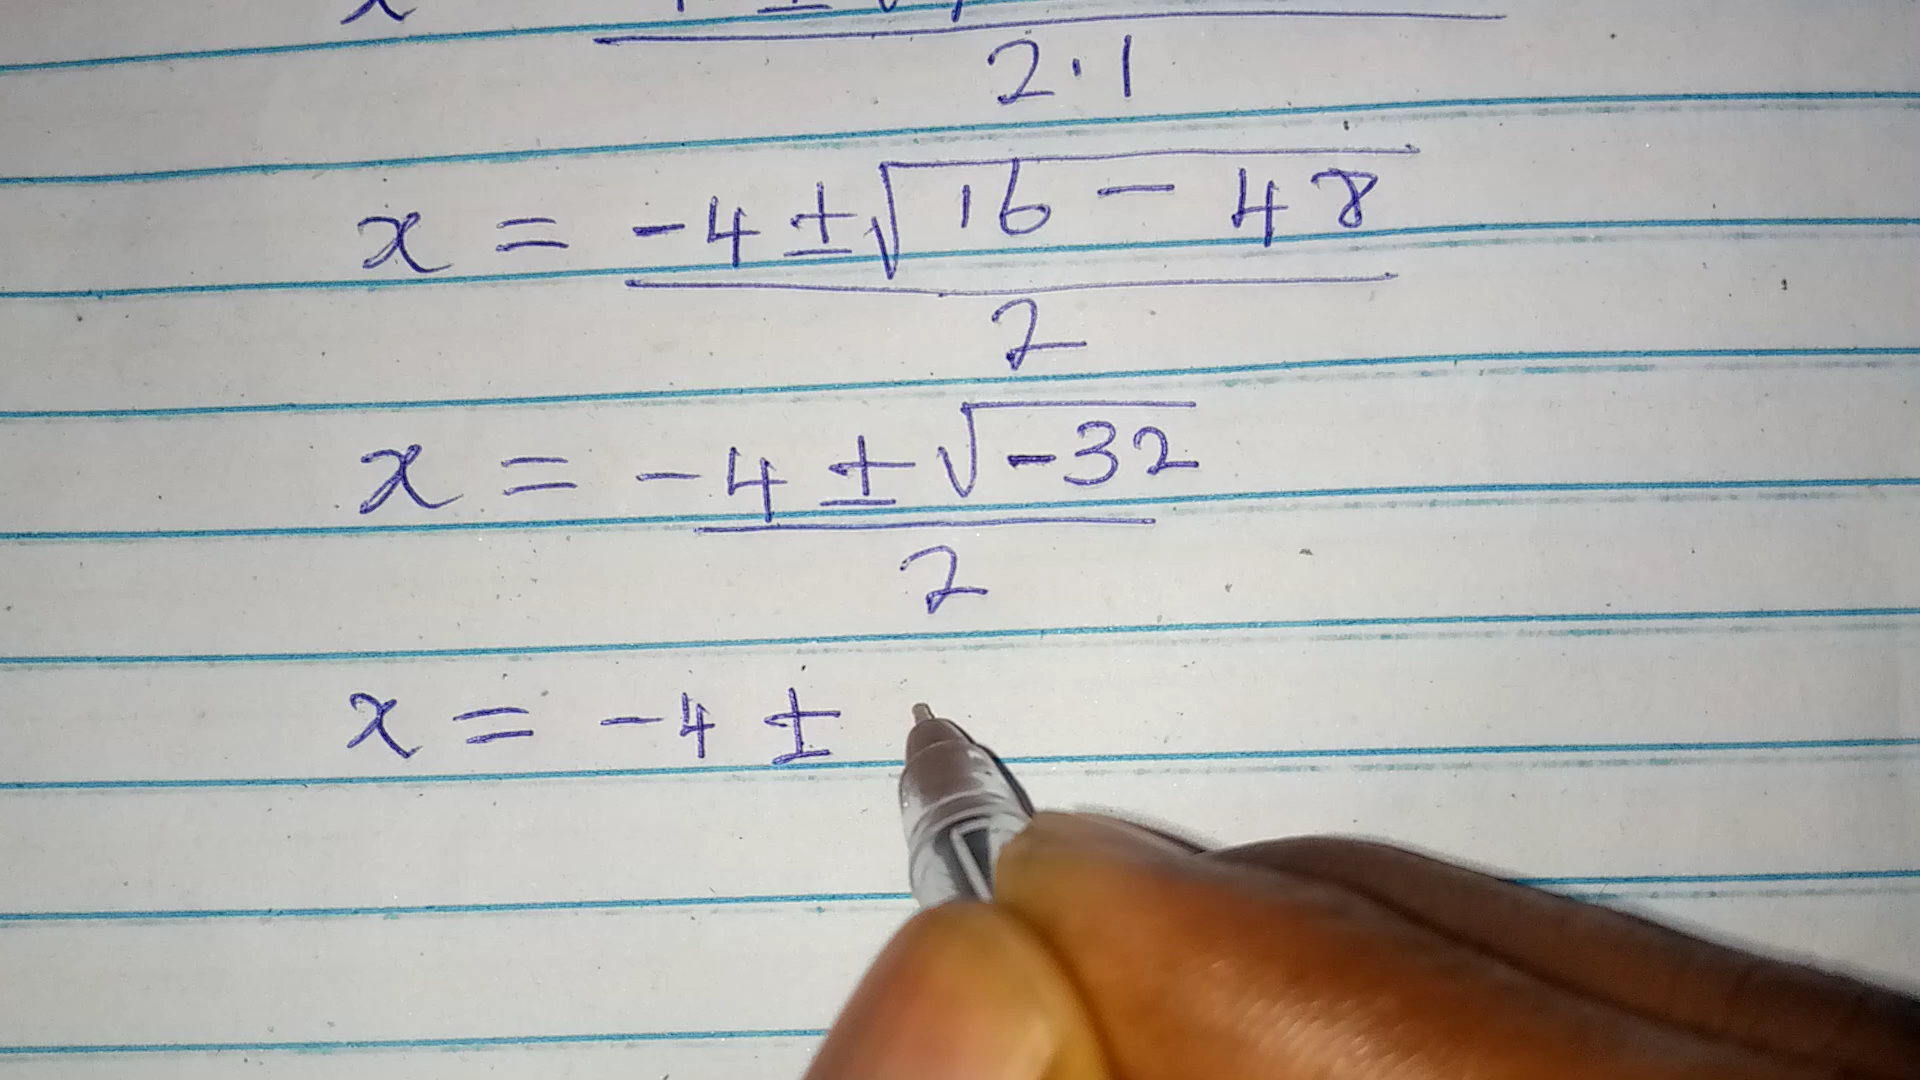 2·1
x = -4 ± √16 - 48
2
x = -4 ± √-32
2
x = -4 ±